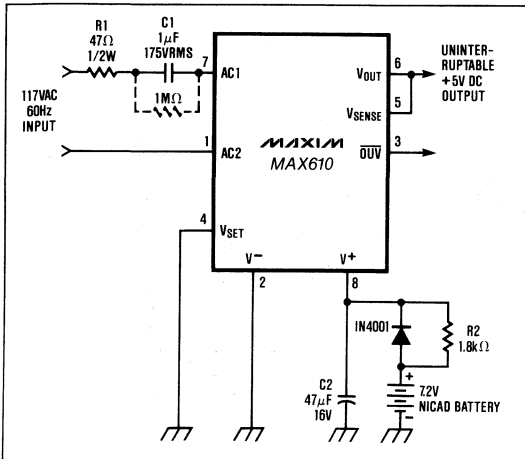 R1
47Ω
1/2W
C1
1μF
175VRMS
1MΩ
117VAC
60Hz
INPUT
7
AC1
1
AC2
4
VSET
MAXIM
MAX610
VOUT
6
VSENSE
5
OUV
3
UNINTER-
RUPTABLE
+5V DC
OUTPUT
V−
2
V+
8
IN4001
R2
1.8kΩ
C2
47μF
16V
+
7.2V
−
NICAD BATTERY